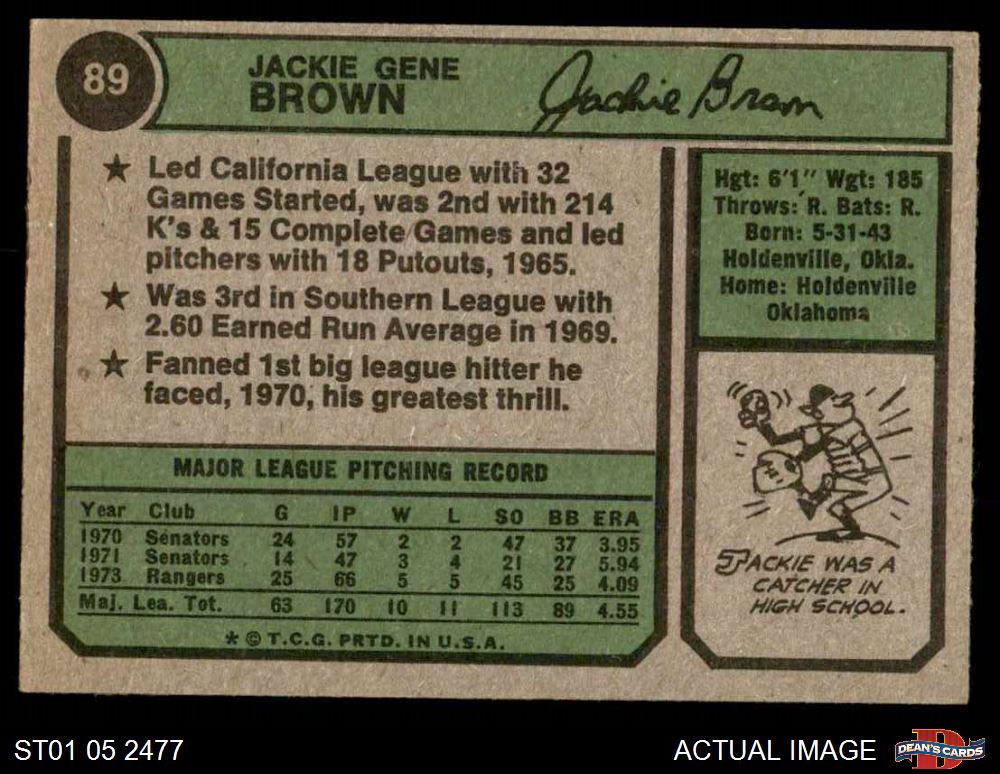 89
JACKIE GENE
BROWN
Jackie Brown
★ Led California League with 32
Games Started, was 2nd with 214
K's & 15 Complete Games and led
pitchers with 18 Putouts, 1965.
★ Was 3rd in Southern League with
2.60 Earned Run Average in 1969.
★ Fanned 1st big league hitter he
faced, 1970, his greatest thrill.
Hgt: 6'1" Wgt: 185
Throws: R. Bats: R.
Born: 5-31-43
Holdenville, Okla.
Home: Holdenville
Oklahoma
MAJOR LEAGUE PITCHING RECORD
Year Club G IP W L SO BB ERA
1970 Senators 24 57 2 2 47 37 3.95
1971 Senators 14 47 3 4 21 27 5.94
1973 Rangers 25 66 5 5 45 25 4.09
Maj. Lea. Tot. 63 170 10 11 113 89 4.55
* © T.C.G. PRTD. IN U.S.A.
JACKIE WAS A
CATCHER IN
HIGH SCHOOL.
ST01 05 2477
ACTUAL IMAGE
DEAN'S CARDS